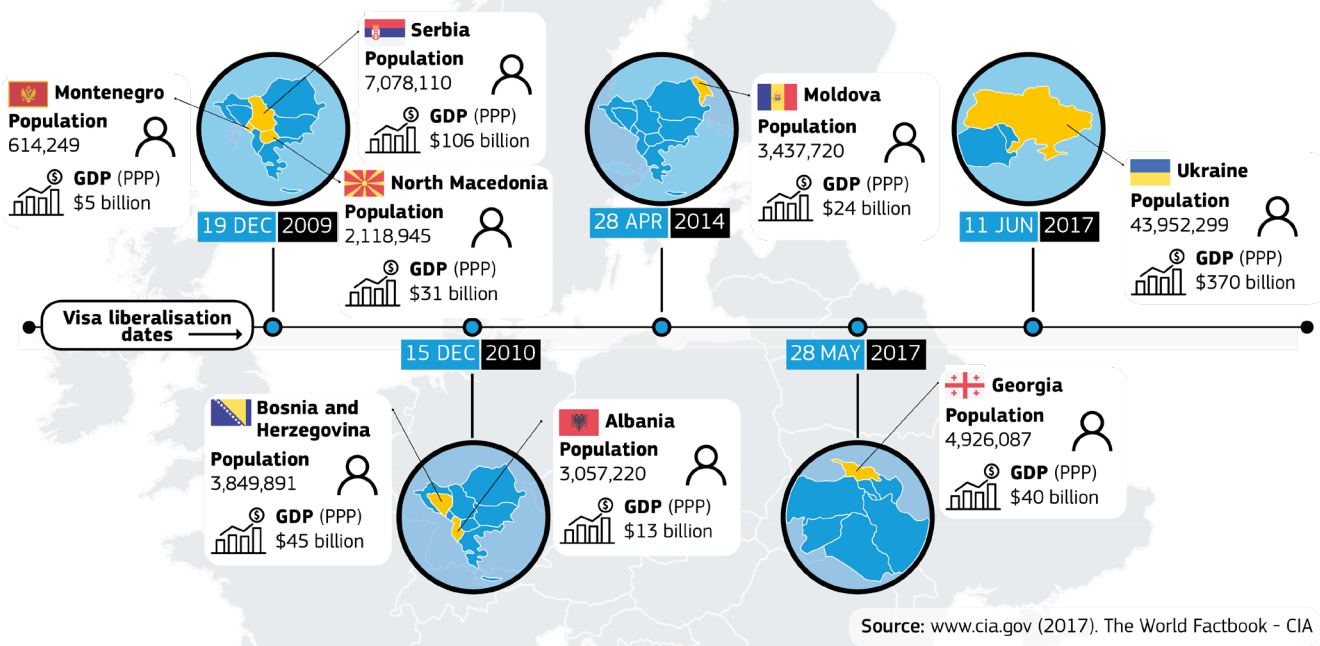 Serbia
Population
7,078,110
GDP (PPP)
$106 billion
Montenegro
Population
614,249
GDP (PPP)
$5 billion
North Macedonia
Population
2,118,945
GDP (PPP)
$31 billion
19 DEC 2009
Moldova
Population
3,437,720
GDP (PPP)
$24 billion
28 APR 2014
Ukraine
Population
43,952,299
GDP (PPP)
$370 billion
11 JUN 2017
Visa liberalisation
dates
15 DEC 2010
Bosnia and
Herzegovina
Population
3,849,891
GDP (PPP)
$45 billion
Albania
Population
3,057,220
GDP (PPP)
$13 billion
28 MAY 2017
Georgia
Population
4,926,087
GDP (PPP)
$40 billion
Source: www.cia.gov (2017). The World Factbook - CIA